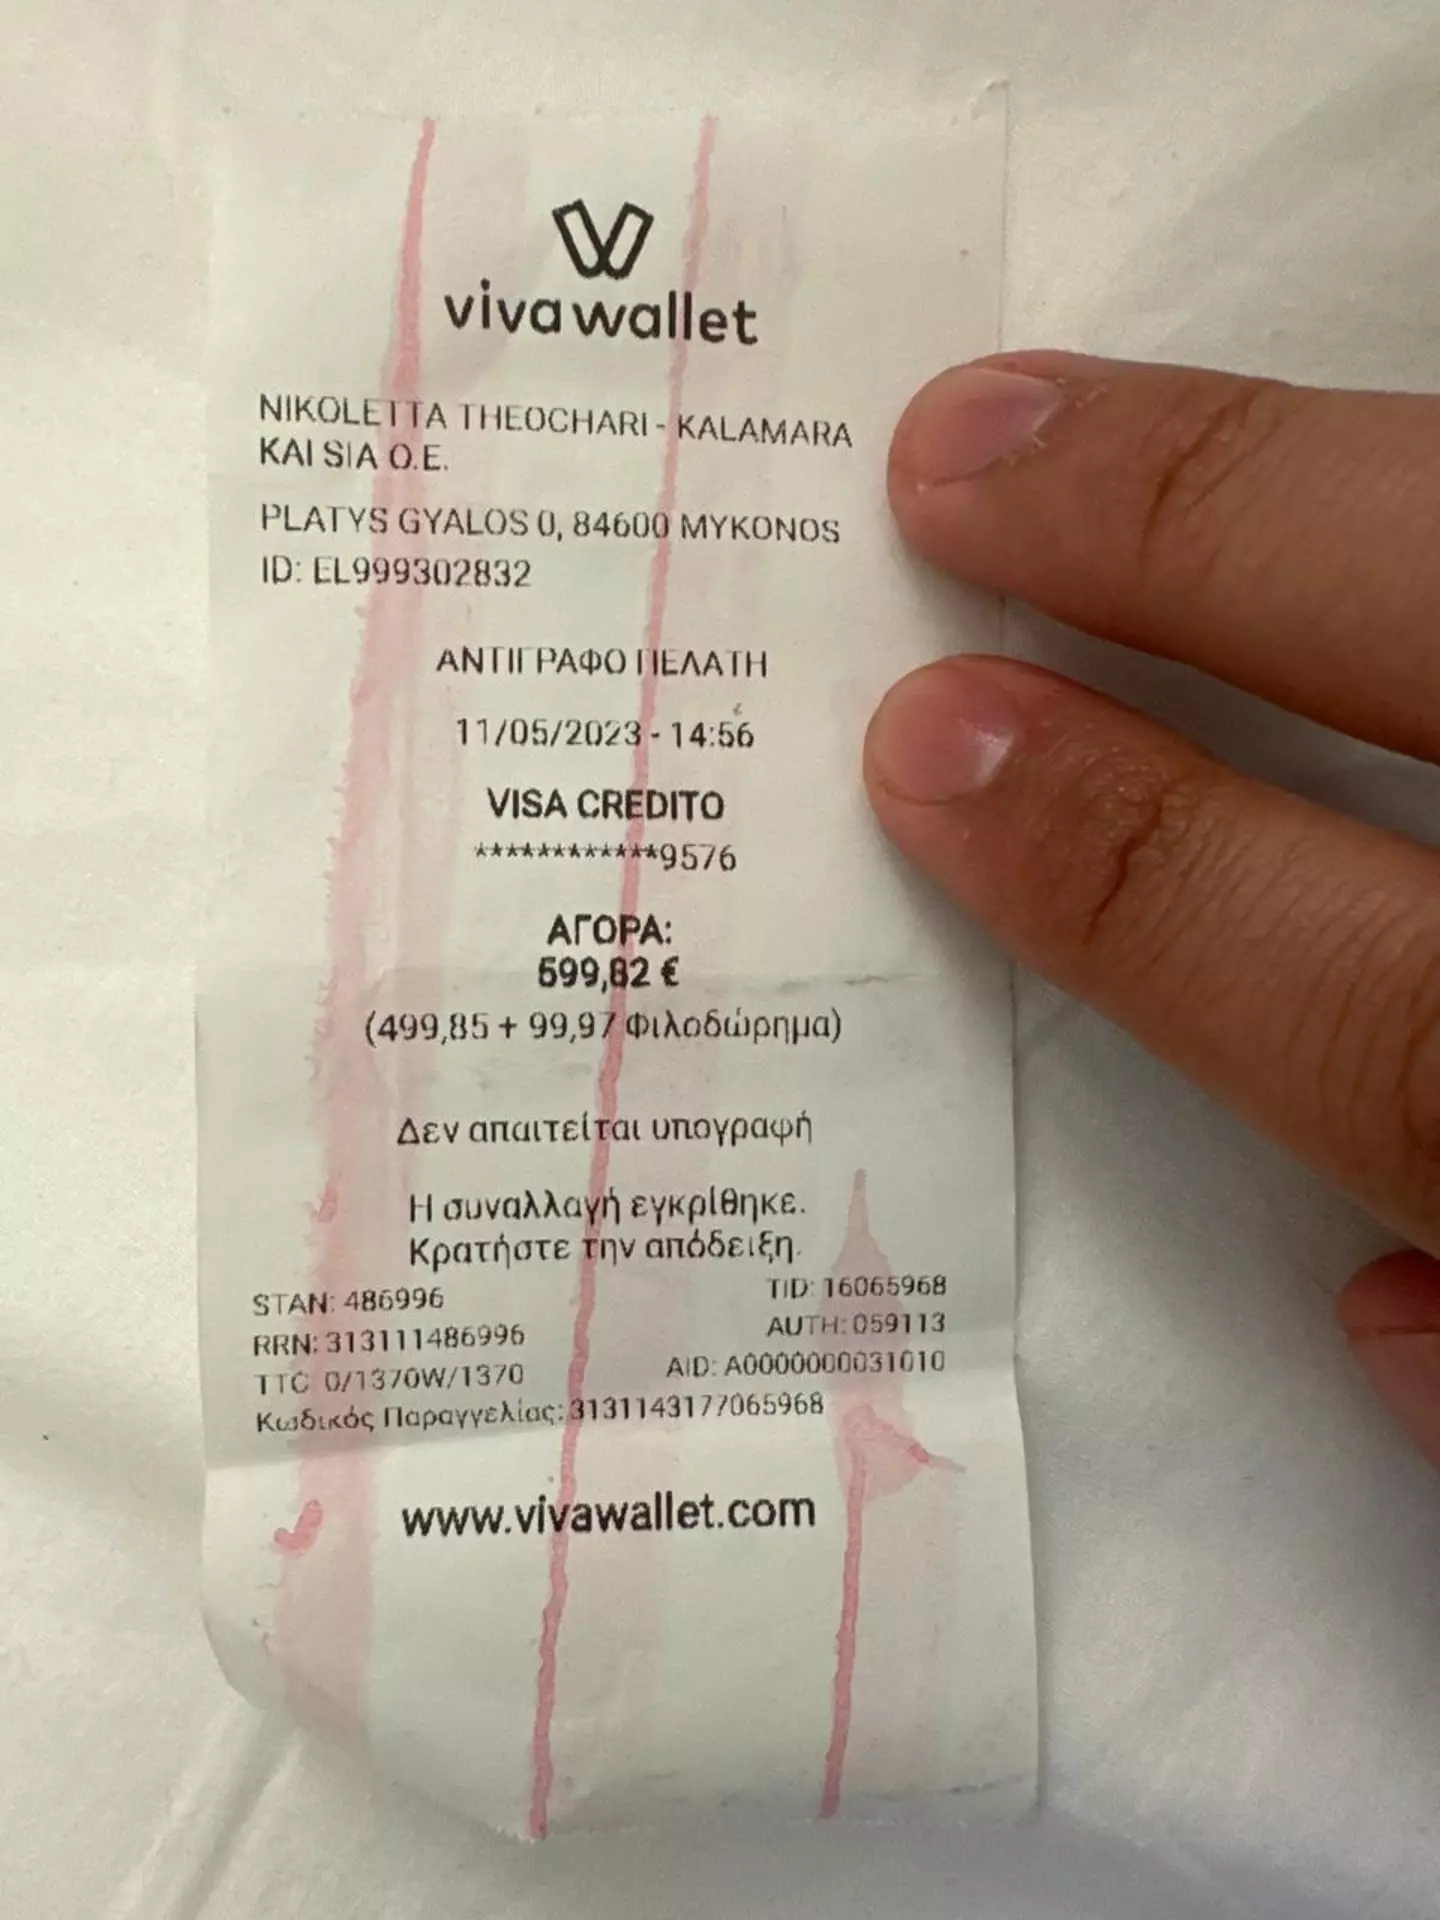 viva wallet
NIKOLETTA THEOCHARI - KALAMARA
KAI SIA O.E.
PLATYS GYALOS 0, 84600 MYKONOS
ID: EL999302832
ΑΝΤΙΓΡΑΦΟ ΠΕΛΑΤΗ
11/05/2023 - 14:56
VISA CREDITO
************9576
ΑΓΟΡΑ:
599,82 €
(499,85 + 99,97 Φιλοδώρημα)
Δεν απαιτείται υπογραφή
Η συναλλαγή εγκρίθηκε.
Κρατήστε την απόδειξη.
STAN: 486996 TID: 16065968
RRN: 313111486996 AUTH: 059113
TTC 0/1370W/1370 AID: A0000000031010
Κωδικός Παραγγελίας: 3131143177065968
www.vivawallet.com